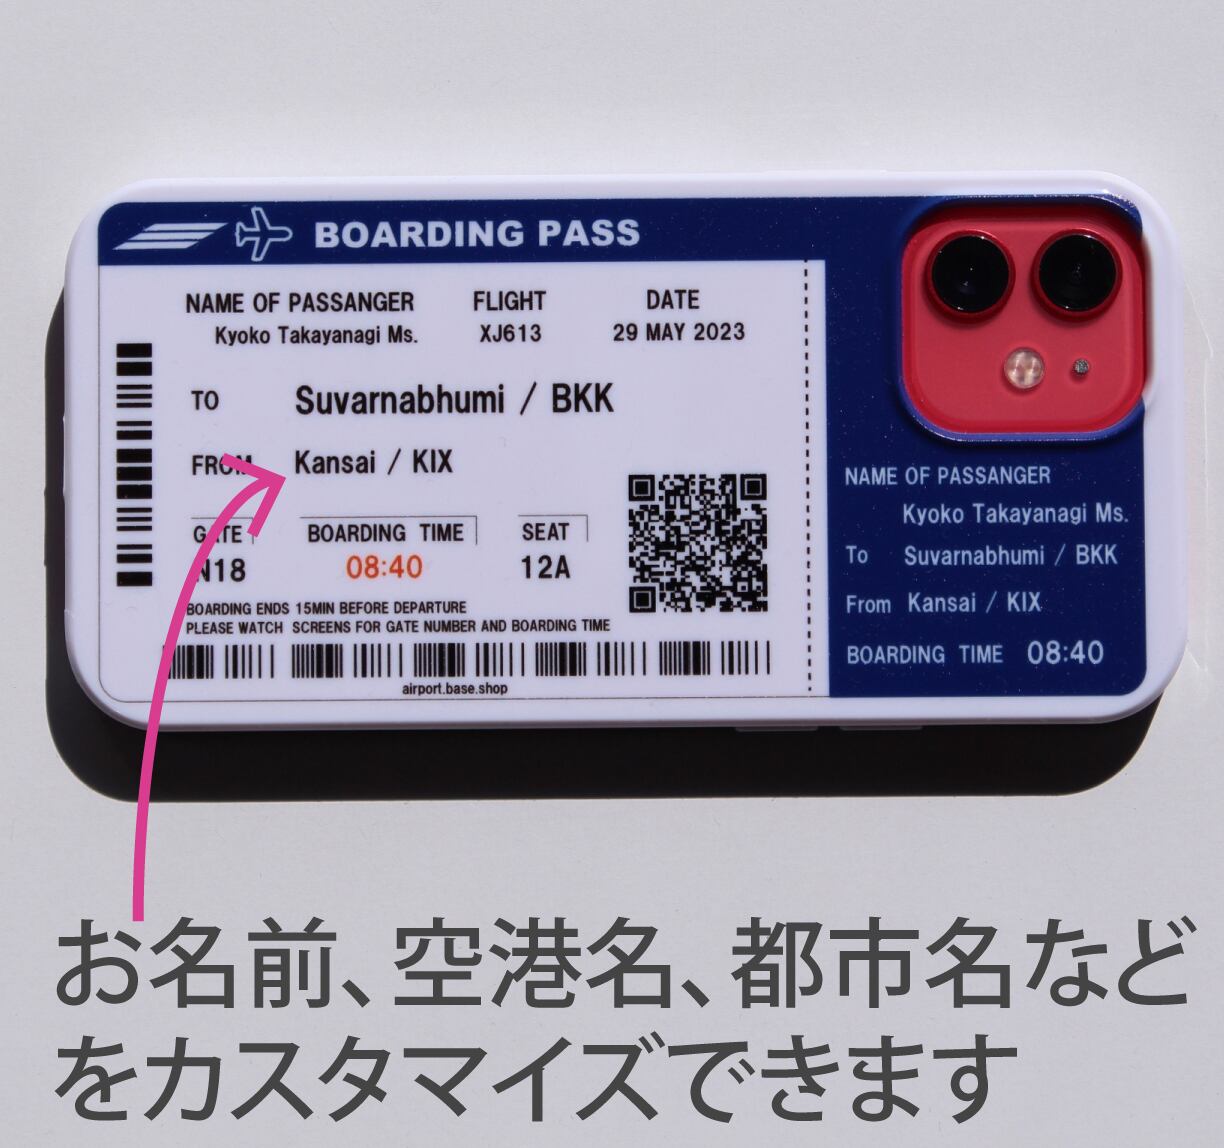 BOARDING PASS
NAME OF PASSANGER FLIGHT DATE
Kyoko Takayanagi Ms. XJ613 29 MAY 2023
TO Suvarnabhumi / BKK
FROM Kansai / KIX
GATE BOARDING TIME SEAT
N18 08:40 12A
BOARDING ENDS 15MIN BEFORE DEPARTURE
PLEASE WATCH SCREENS FOR GATE NUMBER AND BOARDING TIME
airport.base.shop
NAME OF PASSANGER
Kyoko Takayanagi Ms.
To Suvarnabhumi / BKK
From Kansai / KIX
BOARDING TIME 08:40
お名前、空港名、都市名など
をカスタマイズできます